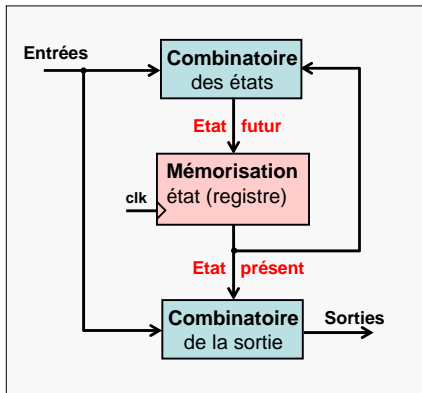 Entrées
Combinatoire
des états
Etat futur
Mémorisation
état (registre)
clk
Etat présent
Combinatoire
de la sortie
Sorties